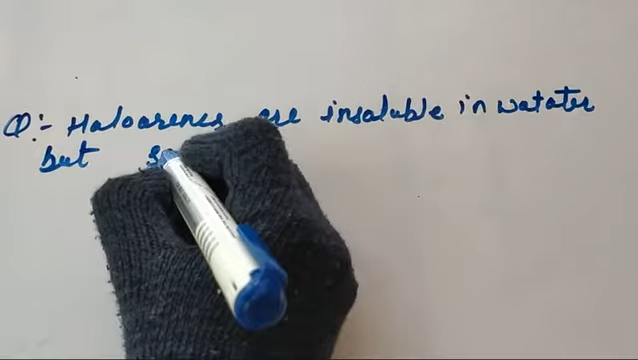 Q:- Haloarenes are insoluble in watater
but